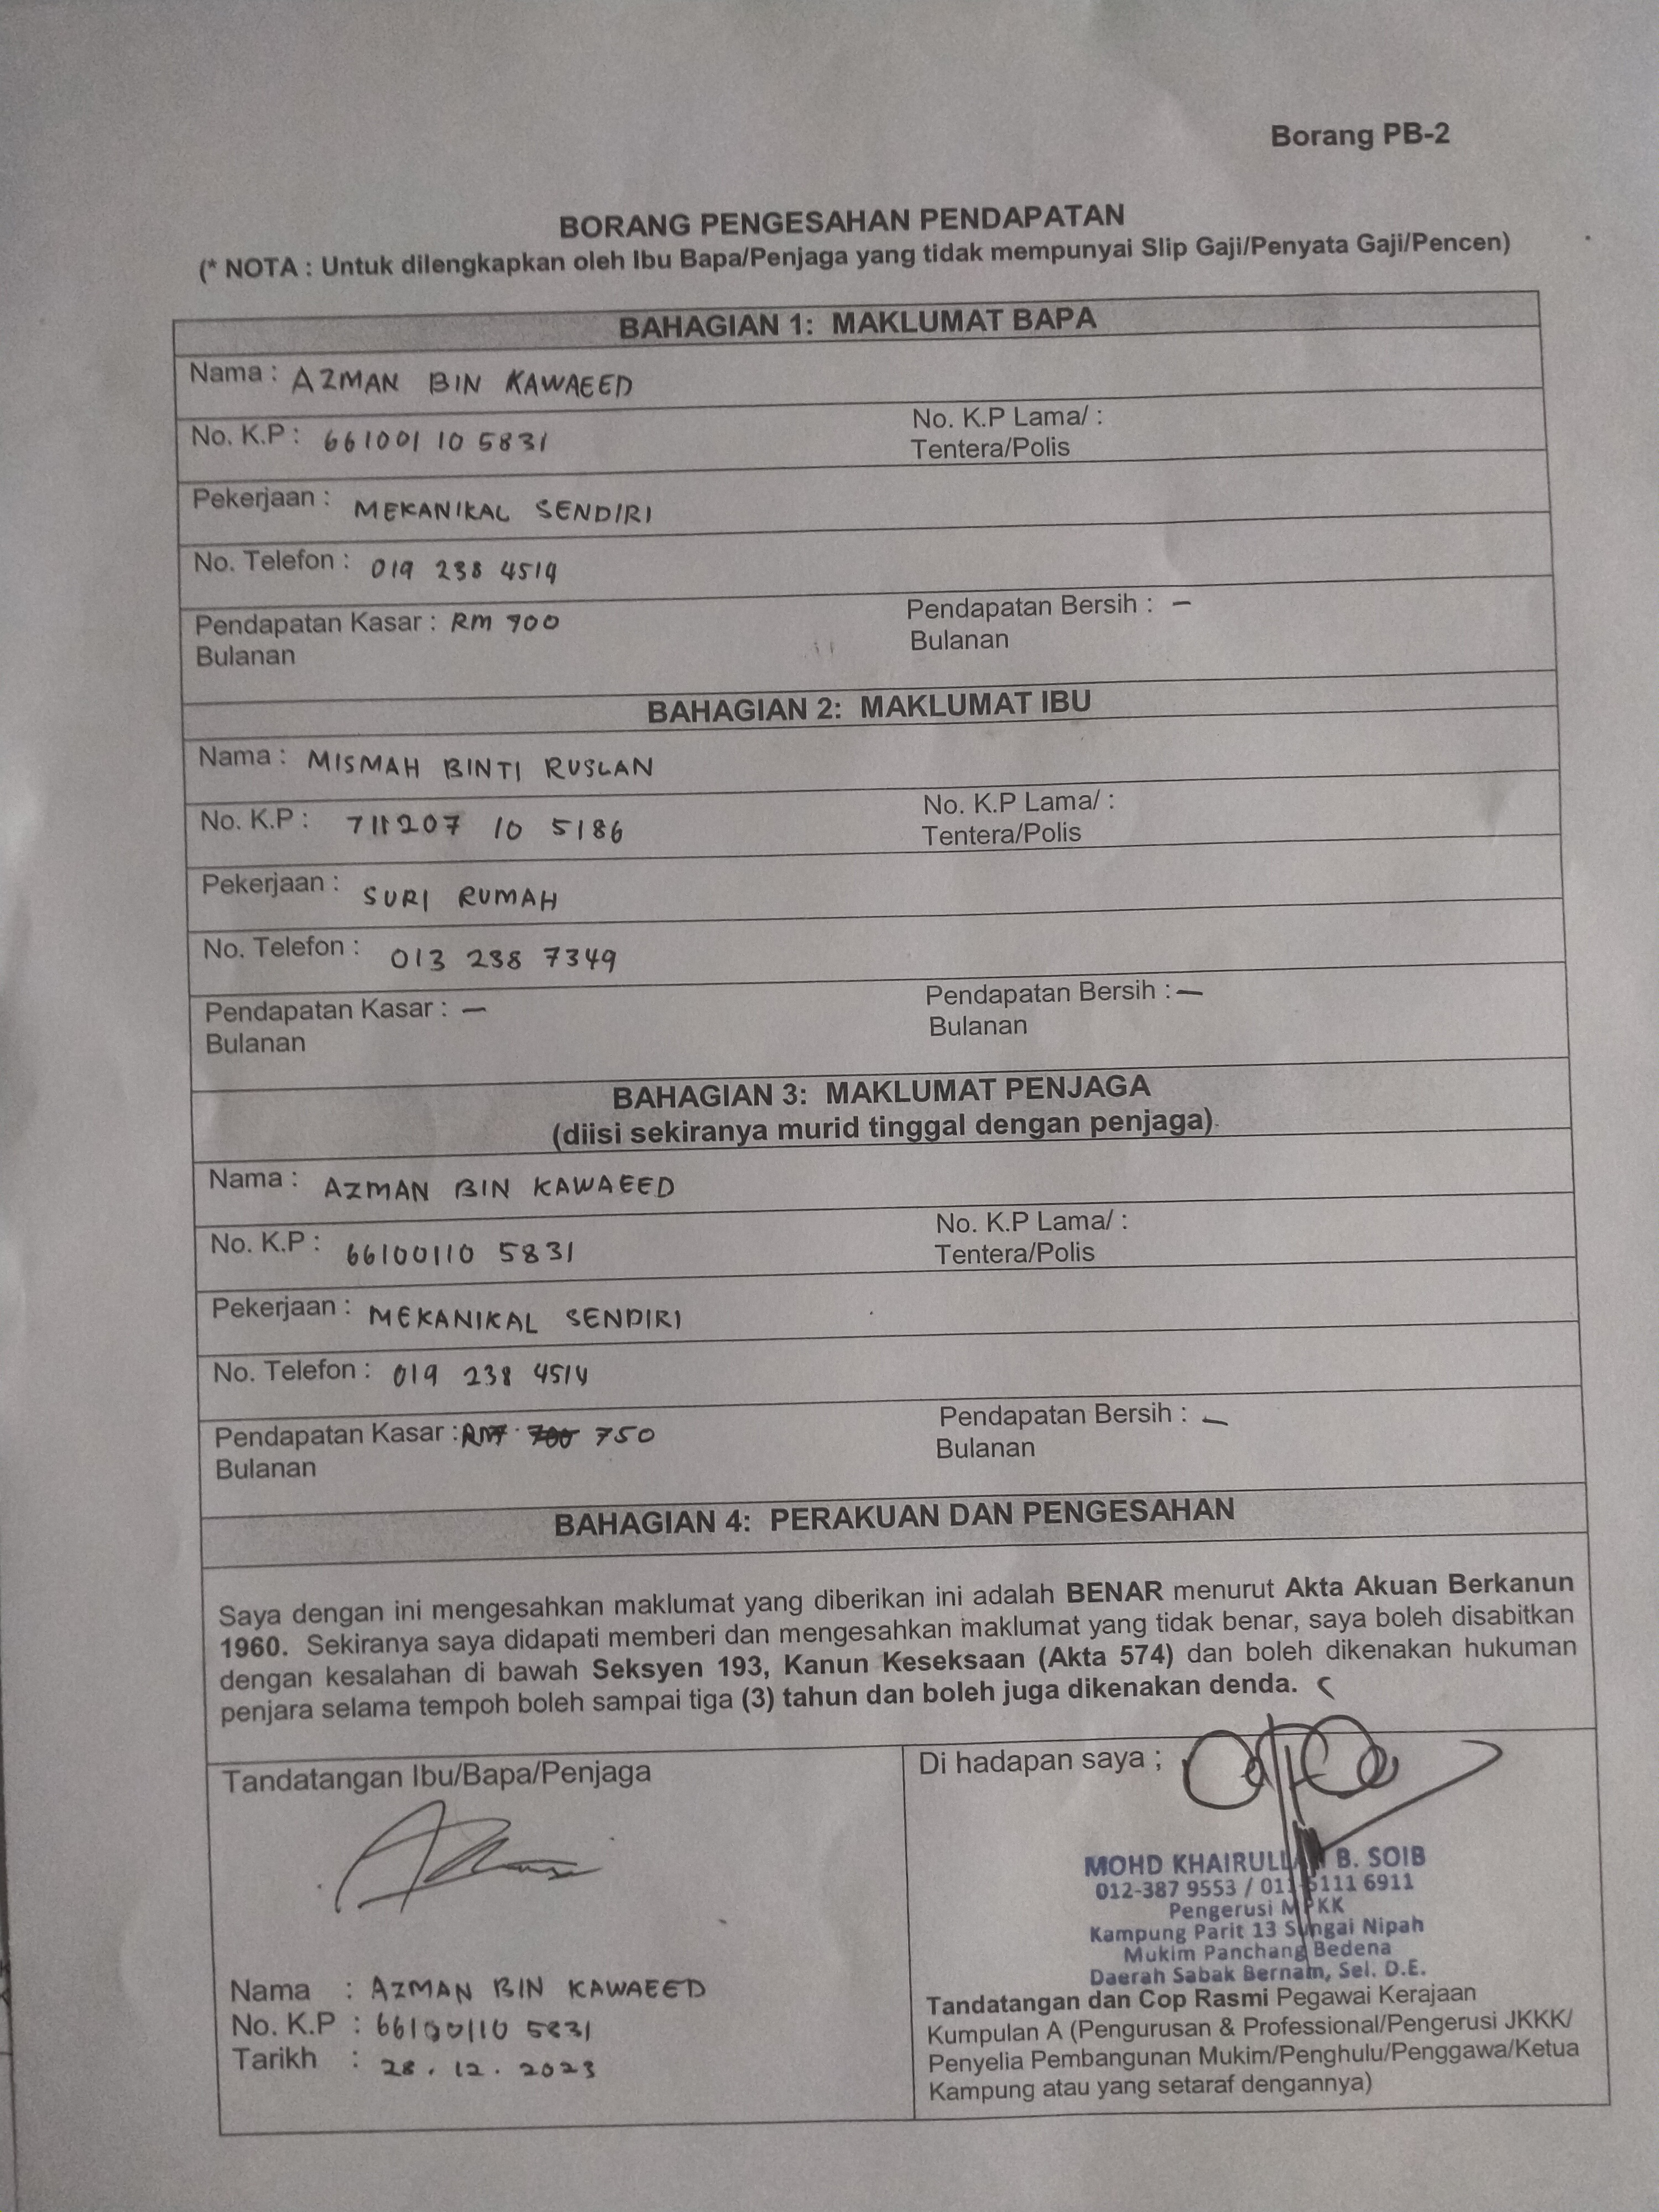 Borang PB-2
BORANG PENGESAHAN PENDAPATAN
(* NOTA : Untuk dilengkapkan oleh Ibu Bapa/Penjaga yang tidak mempunyai Slip Gaji/Penyata Gaji/Pencen)
BAHAGIAN 1: MAKLUMAT BAPA
Nama : AZMAN BIN KAWAEED
No. K.P : 661001 10 5831 No. K.P Lama/ :
Tentera/Polis
Pekerjaan : MEKANIKAL SENDIRI
No. Telefon : 019 238 4514
Pendapatan Kasar : RM 700 Pendapatan Bersih : –
Bulanan Bulanan
BAHAGIAN 2: MAKLUMAT IBU
Nama : MISMAH BINTI RUSLAN
No. K.P : 711207 10 5186 No. K.P Lama/ :
Tentera/Polis
Pekerjaan : SURI RUMAH
No. Telefon : 013 238 7349
Pendapatan Kasar : – Pendapatan Bersih : –
Bulanan Bulanan
BAHAGIAN 3: MAKLUMAT PENJAGA
(diisi sekiranya murid tinggal dengan penjaga)
Nama : AZMAN BIN KAWAEED
No. K.P : 66100110 5831 No. K.P Lama/ :
Tentera/Polis
Pekerjaan : MEKANIKAL SENDIRI
No. Telefon : 019 238 4514
Pendapatan Kasar : RM 700 750 Pendapatan Bersih : –
Bulanan Bulanan
BAHAGIAN 4: PERAKUAN DAN PENGESAHAN
Saya dengan ini mengesahkan maklumat yang diberikan ini adalah BENAR menurut Akta Akuan Berkanun
1960. Sekiranya saya didapati memberi dan mengesahkan maklumat yang tidak benar, saya boleh disabitkan
dengan kesalahan di bawah Seksyen 193, Kanun Keseksaan (Akta 574) dan boleh dikenakan hukuman
penjara selama tempoh boleh sampai tiga (3) tahun dan boleh juga dikenakan denda.
Tandatangan Ibu/Bapa/Penjaga
Nama : AZMAN BIN KAWAEED
No. K.P : 66100110 5831
Tarikh : 28.12.2023
Di hadapan saya ;
MOHD KHAIRULLAH B. SOIB
012-387 9553 / 011-5111 6911
Pengerusi MPKK
Kampung Parit 13 Sungai Nipah
Mukim Panchang Bedena
Daerah Sabak Bernam, Sel. D.E.
Tandatangan dan Cop Rasmi Pegawai Kerajaan
Kumpulan A (Pengurusan & Professional/Pengerusi JKKK/
Penyelia Pembangunan Mukim/Penghulu/Penggawa/Ketua
Kampung atau yang setaraf dengannya)